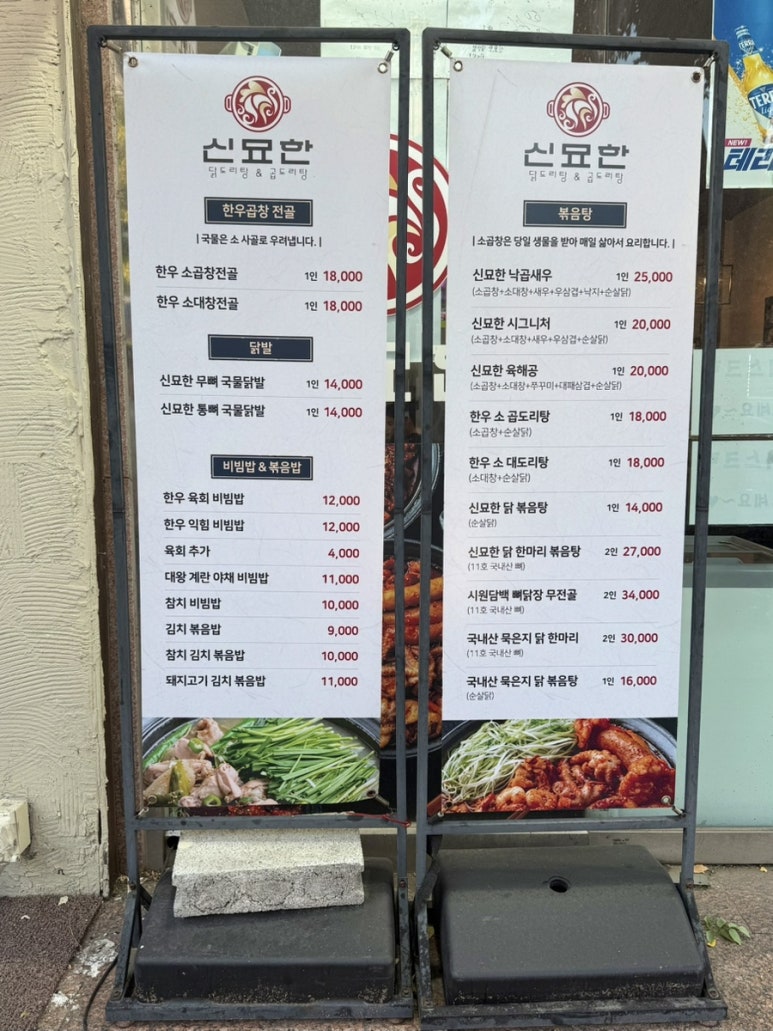 신묘한
닭도리탕 & 곱도리탕
한우곱창 전골
| 국물은 소 사골로 우려냅니다. |
한우 소곱창전골 1인 18,000
한우 소대창전골 1인 18,000
닭발
신묘한 무뼈 국물닭발 1인 14,000
신묘한 통뼈 국물닭발 1인 14,000
비빔밥 & 볶음밥
한우 육회 비빔밥 12,000
한우 익힘 비빔밥 12,000
육회 추가 4,000
대왕 계란 야채 비빔밥 11,000
참치 비빔밥 10,000
김치 볶음밥 9,000
참치 김치 볶음밥 10,000
돼지고기 김치 볶음밥 11,000
신묘한
닭도리탕 & 곱도리탕
볶음탕
| 소곱창은 당일 생물을 받아 매일 삶아서 요리합니다. |
신묘한 낙곱새우 1인 25,000
(소곱창+소대창+새우+우삼겹+낙지+순살닭)
신묘한 시그니처 1인 20,000
(소곱창+소대창+새우+우삼겹+순살닭)
신묘한 육해공 1인 20,000
(소곱창+소대창+쭈꾸미+대패삼겹+순살닭)
한우 소 곱도리탕 1인 18,000
(소곱창+순살닭)
한우 소 대도리탕 1인 18,000
(소대창+순살닭)
신묘한 닭 볶음탕 1인 14,000
(순살닭)
신묘한 닭 한마리 볶음탕 2인 27,000
(11호 국내산 뼈)
시원담백 뼈닭장 무전골 2인 34,000
(11호 국내산 뼈)
국내산 묵은지 닭 한마리 2인 30,000
(11호 국내산 뼈)
국내산 묵은지 닭 볶음탕 1인 16,000
(순살닭)
TERRA
NEW!
테라